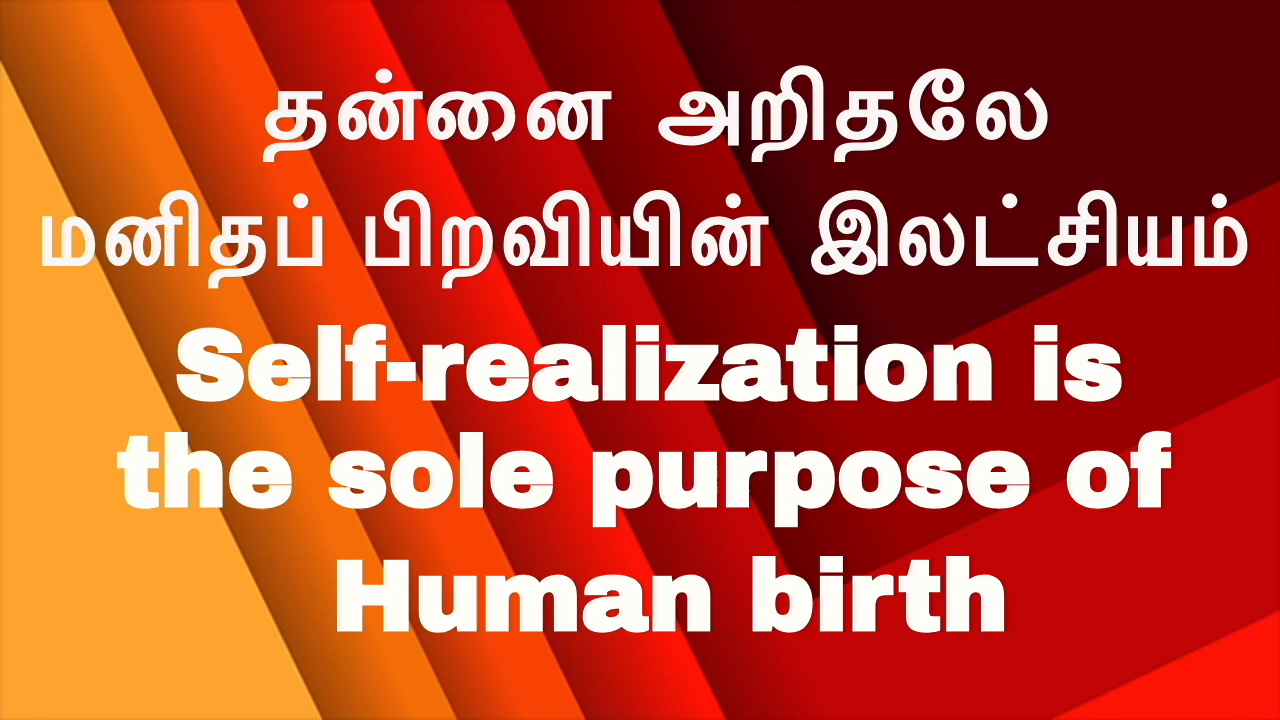 தன்னை அறிதலே
மனிதப் பிறவியின் இலட்சியம்
Self-realization is
the sole purpose of
Human birth